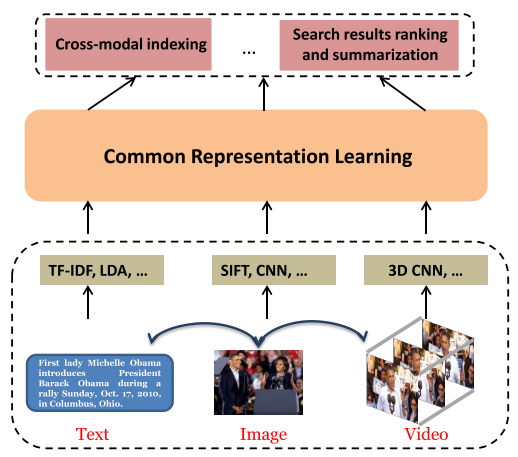 Cross-modal indexing
...
Search results ranking
and summarization
Common Representation Learning
TF-IDF, LDA, ...
SIFT, CNN, ...
3D CNN, ...
First lady Michelle Obama
introduces President
Barack Obama during a
rally Sunday, Oct. 17, 2010,
in Columbus, Ohio.
Text
Image
Video